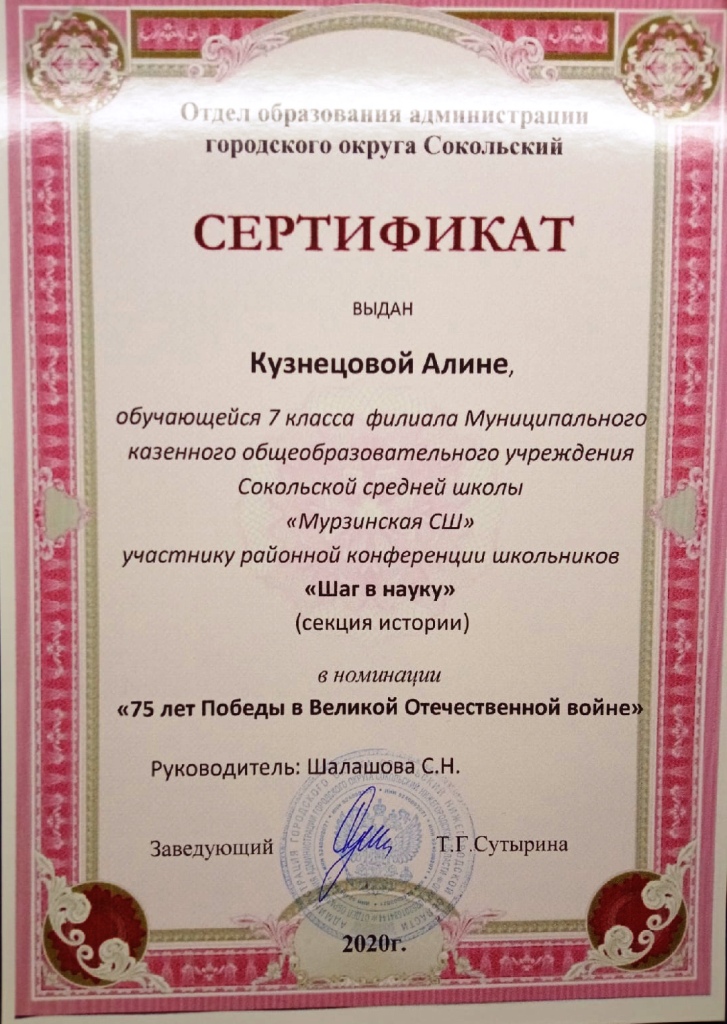 Отдел образования администрации
городского округа Сокольский
СЕРТИФИКАТ
ВЫДАН
Кузнецовой Алине,
обучающейся 7 класса филиала Муниципального
казенного общеобразовательного учреждения
Сокольской средней школы
«Мурзинская СШ»
участнику районной конференции школьников
«Шаг в науку»
(секция истории)
в номинации
«75 лет Победы в Великой Отечественной войне»
Руководитель: Шалашова С.Н.
Заведующий Т.Г.Сутырина
2020г.